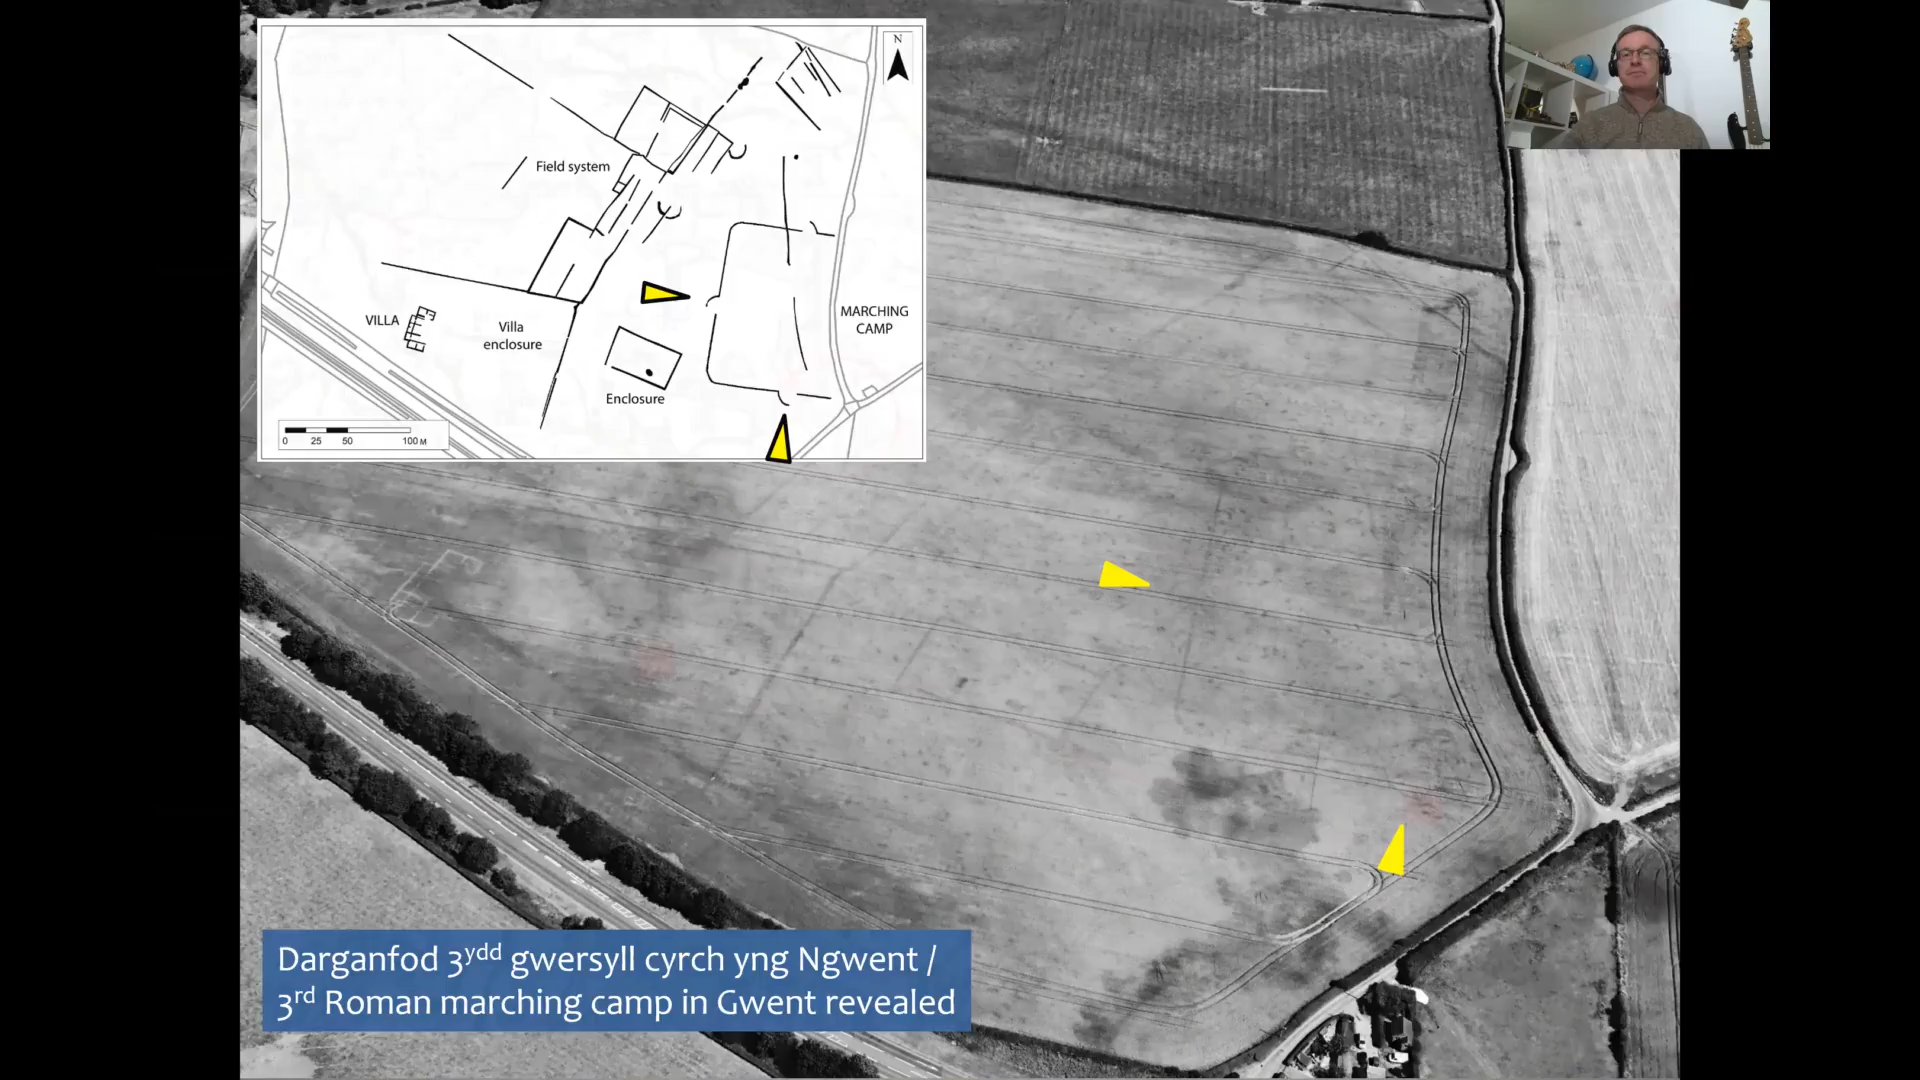 N
Field system
VILLA
Villa
enclosure
MARCHING
CAMP
Enclosure
0 25 50 100 M
Darganfod 3ydd gwersyll cyrch yng Ngwent /
3rd Roman marching camp in Gwent revealed